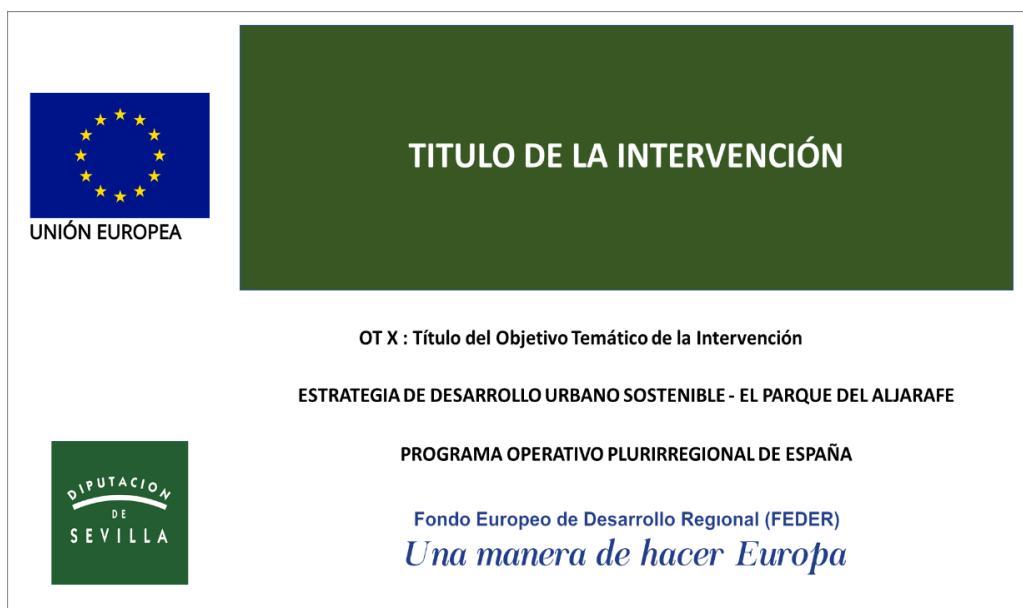 TITULO DE LA INTERVENCIÓN
UNIÓN EUROPEA
OT X : Título del Objetivo Temático de la Intervención
ESTRATEGIA DE DESARROLLO URBANO SOSTENIBLE - EL PARQUE DEL ALJARAFE
PROGRAMA OPERATIVO PLURIRREGIONAL DE ESPAÑA
DIPUTACION
DE
SEVILLA
Fondo Europeo de Desarrollo Regional (FEDER)
Una manera de hacer Europa